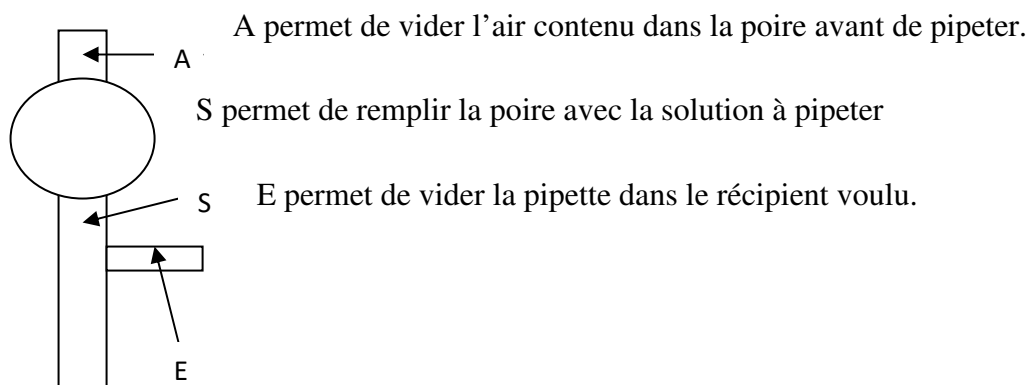 A permet de vider l’air contenu dans la poire avant de pipeter.
A
S permet de remplir la poire avec la solution à pipeter
S
E permet de vider la pipette dans le récipient voulu.
E